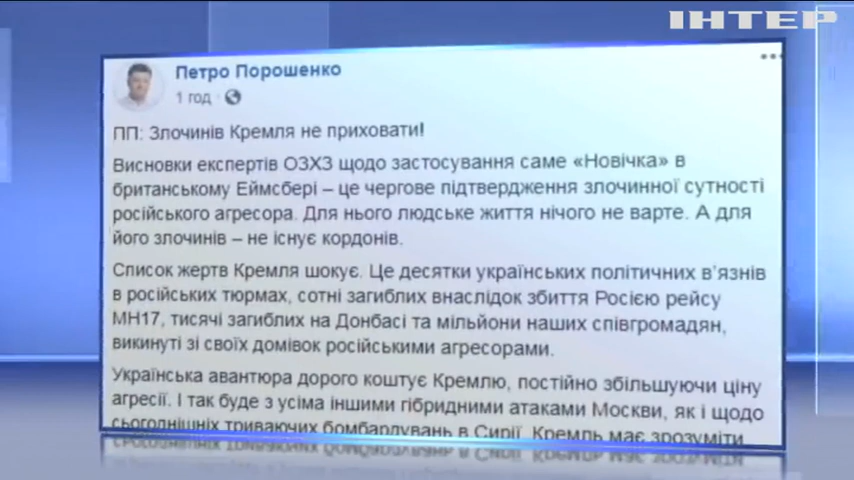 ІНТЕР
Петро Порошенко
1 год ·
ПП: Злочинів Кремля не приховати!
Висновки експертів ОЗХЗ щодо застосування саме «Новічка» в
британському Еймсбері – це чергове підтвердження злочинної сутності
російського агресора. Для нього людське життя нічого не варте. А для
його злочинів – не існує кордонів.
Список жертв Кремля шокує. Це десятки українських політичних в’язнів
в російських тюрмах, сотні загиблих внаслідок збиття Росією рейсу
МН17, тисячі загиблих на Донбасі та мільйони наших співгромадян,
викинуті зі своїх домівок російськими агресорами.
Українська авантюра дорого коштує Кремлю, постійно збільшуючи ціну
агресії. І так буде з усіма іншими гібридними атаками Москви, як і щодо
сьогоднішніх триваючих бомбардувань в Сирії. Кремль має зрозуміти